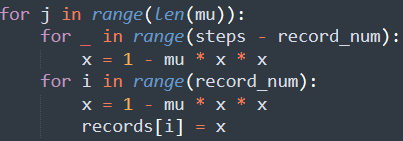 for j in range(len(mu)):
    for _ in range(steps - record_num):
        x = 1 - mu * x * x
    for i in range(record_num):
        x = 1 - mu * x * x
        records[i] = x